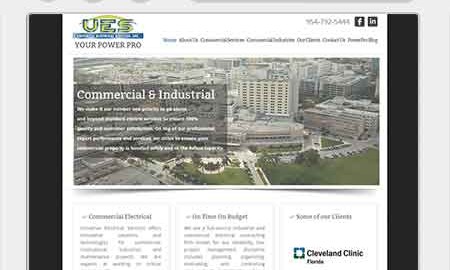 UES
954-792-5444
YOUR POWER PRO
Home About Us Commercial Services Commercial Industries Our Clients Contact Us PowerPro Blog
Commercial & Industrial
We make it our number one priority to go above
and beyond standard electric services to ensure 100%
quality and customer satisfaction. On top of our professional
expert performance and services, we strive to ensure your
commercial property is handled safely and at the fullest capacity
Commercial Electrical
On Time On Budget
Some of our Clients
Universal Electrical Services offers
innovative solutions and
technologies for commercial,
institutional, industrial and
maintenance projects. We are
experts at working in critical
We are a full-service industrial and
commercial electrical contracting
firm known for our reliability. Our
project management discipline
includes planning, organizing,
motivating, and controlling
Cleveland Clinic
Florida